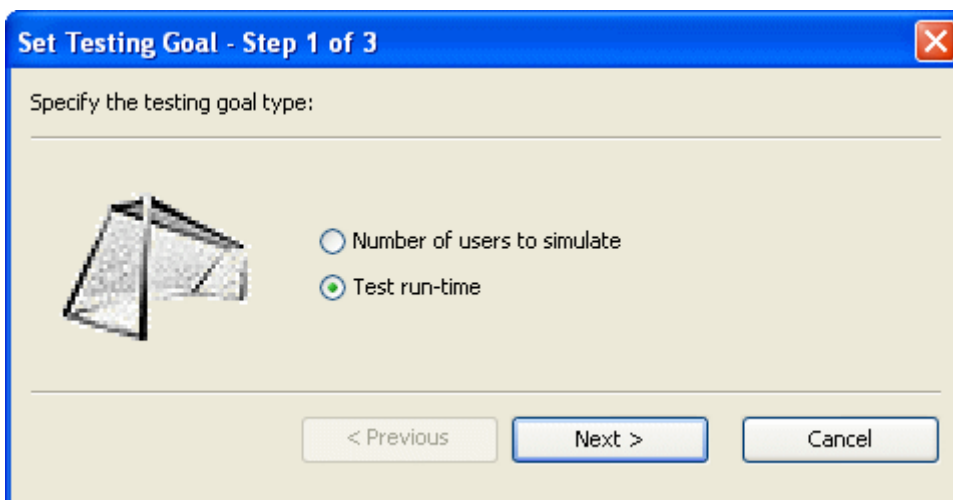 Set Testing Goal - Step 1 of 3
Specify the testing goal type:
Number of users to simulate
Test run-time
< Previous
Next >
Cancel